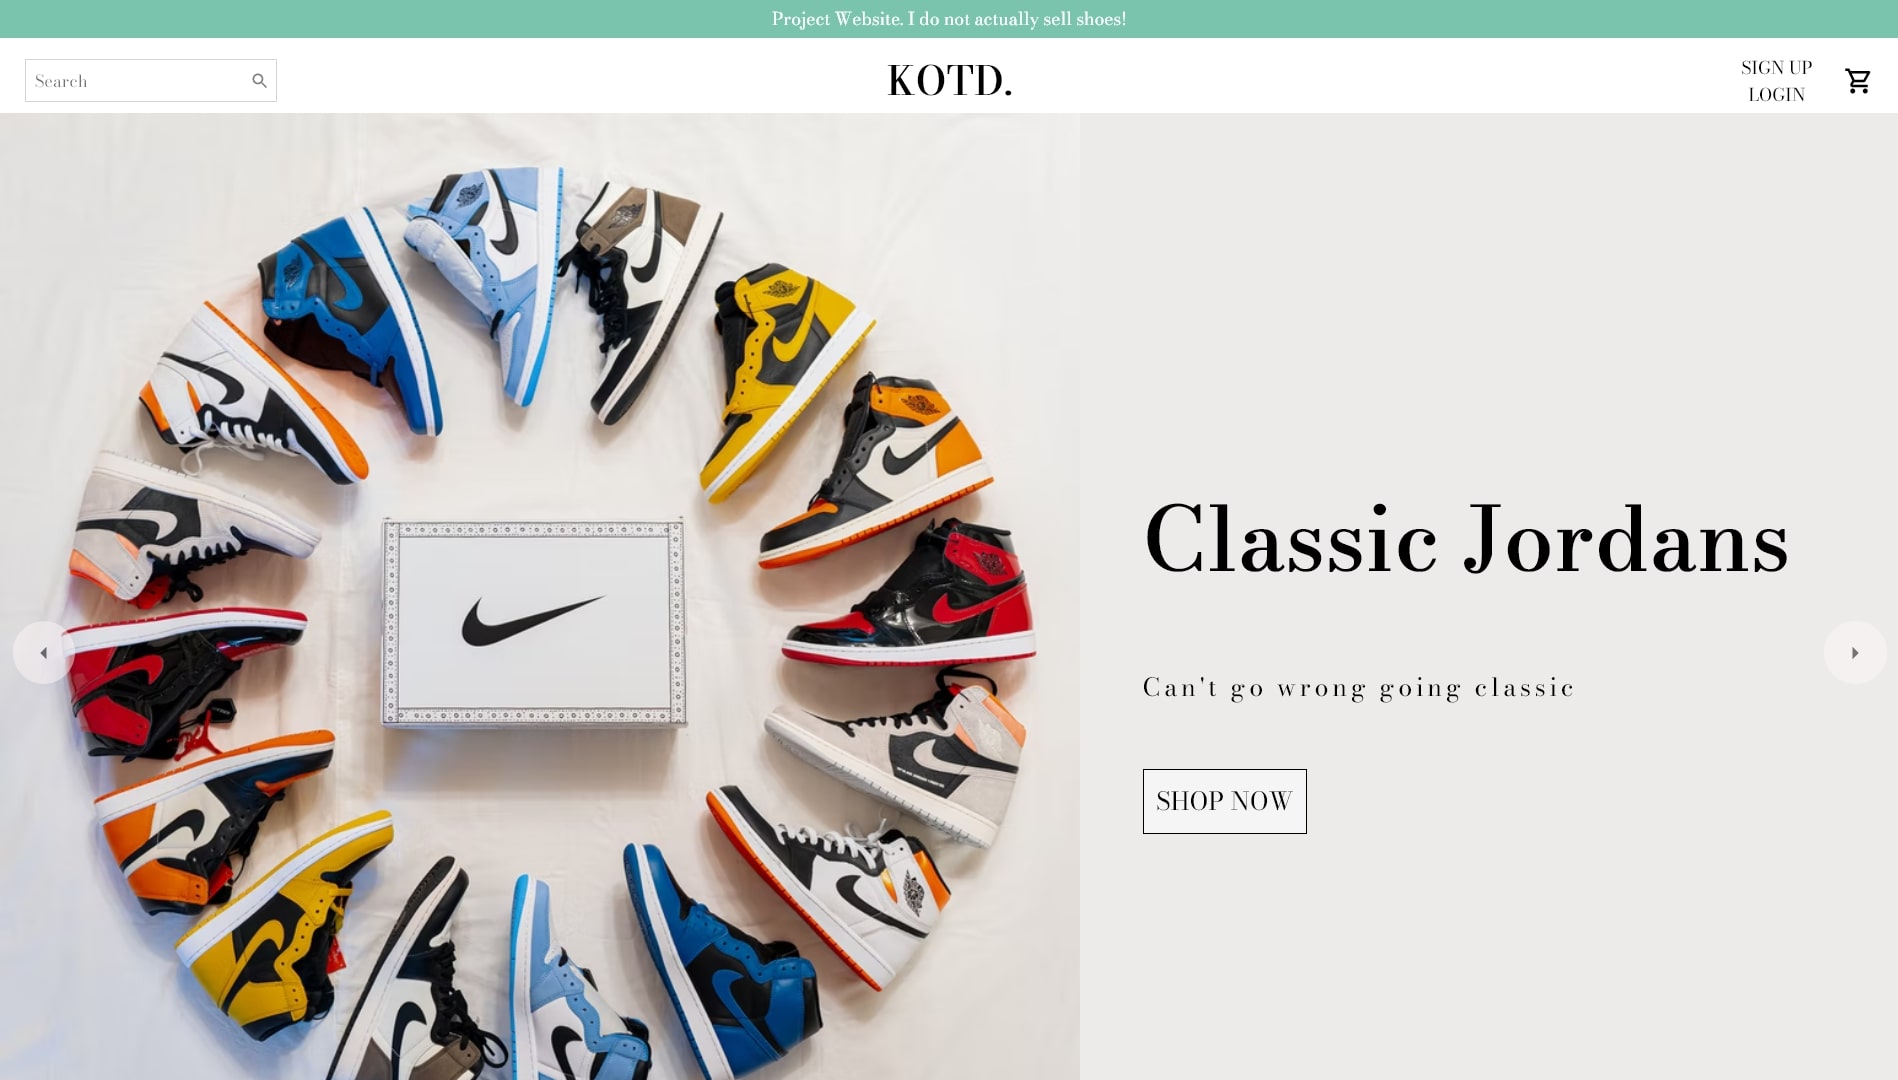 Project Website. I do not actually sell shoes!
Search
KOTD.
SIGN UP
LOGIN
Classic Jordans
Can't go wrong going classic
SHOP NOW